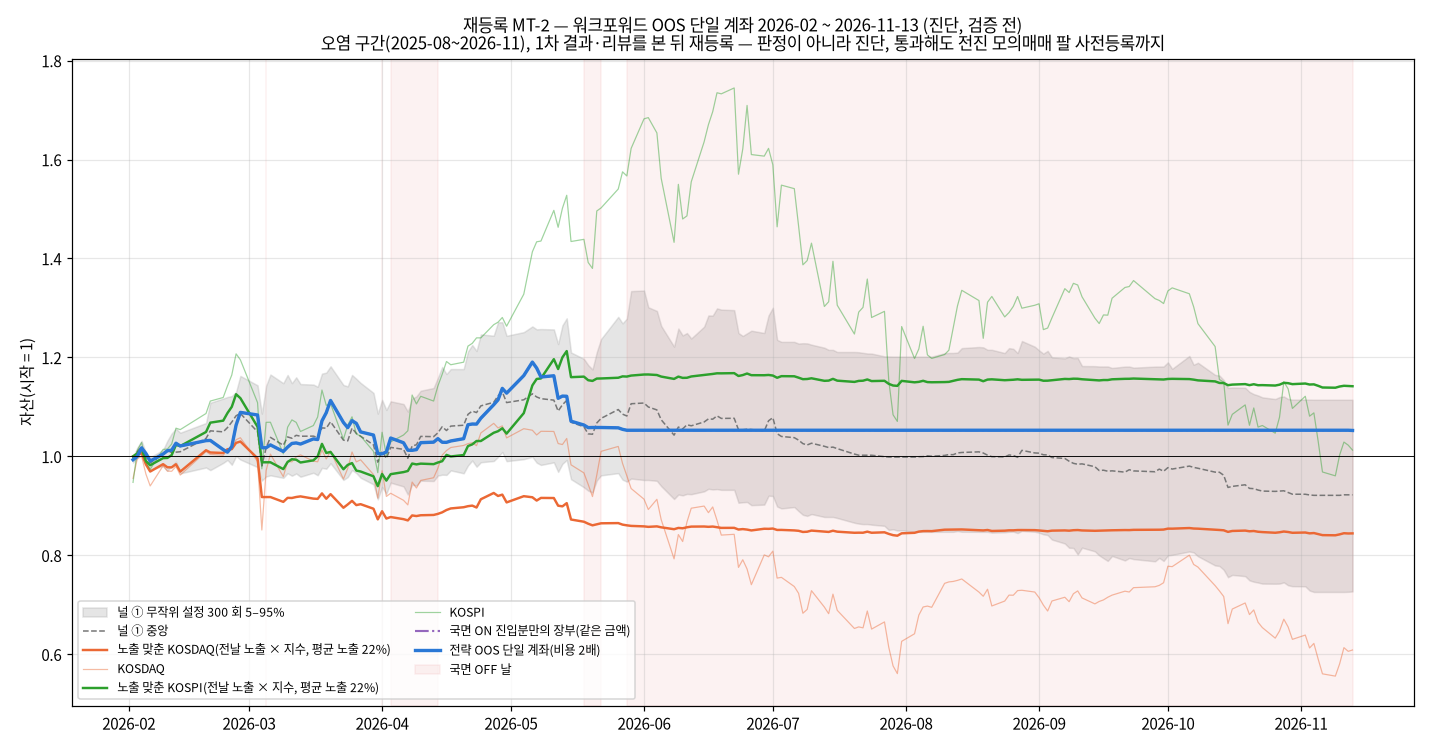 재등록 MT-2 — 워크포워드 OOS 단일 계좌 2026-02 ~ 2026-11-13 (진단, 검증 전)
오염 구간(2025-08~2026-11), 1차 결과·리뷰를 본 뒤 재등록 — 판정이 아니라 진단, 통과해도 전진 모의매매 팔 사전등록까지
자산(시작 = 1)
1.8
1.6
1.4
1.2
1.0
0.8
0.6
널 ① 무작위 설정 300 회 5–95%
널 ① 중앙
노출 맞춘 KOSDAQ(전날 노출 × 지수, 평균 노출 22%)
KOSDAQ
노출 맞춘 KOSPI(전날 노출 × 지수, 평균 노출 22%)
KOSPI
국면 ON 진입분만의 장부(같은 금액)
전략 OOS 단일 계좌(비용 2배)
국면 OFF 날
2026-02
2026-03
2026-04
2026-05
2026-06
2026-07
2026-08
2026-09
2026-10
2026-11